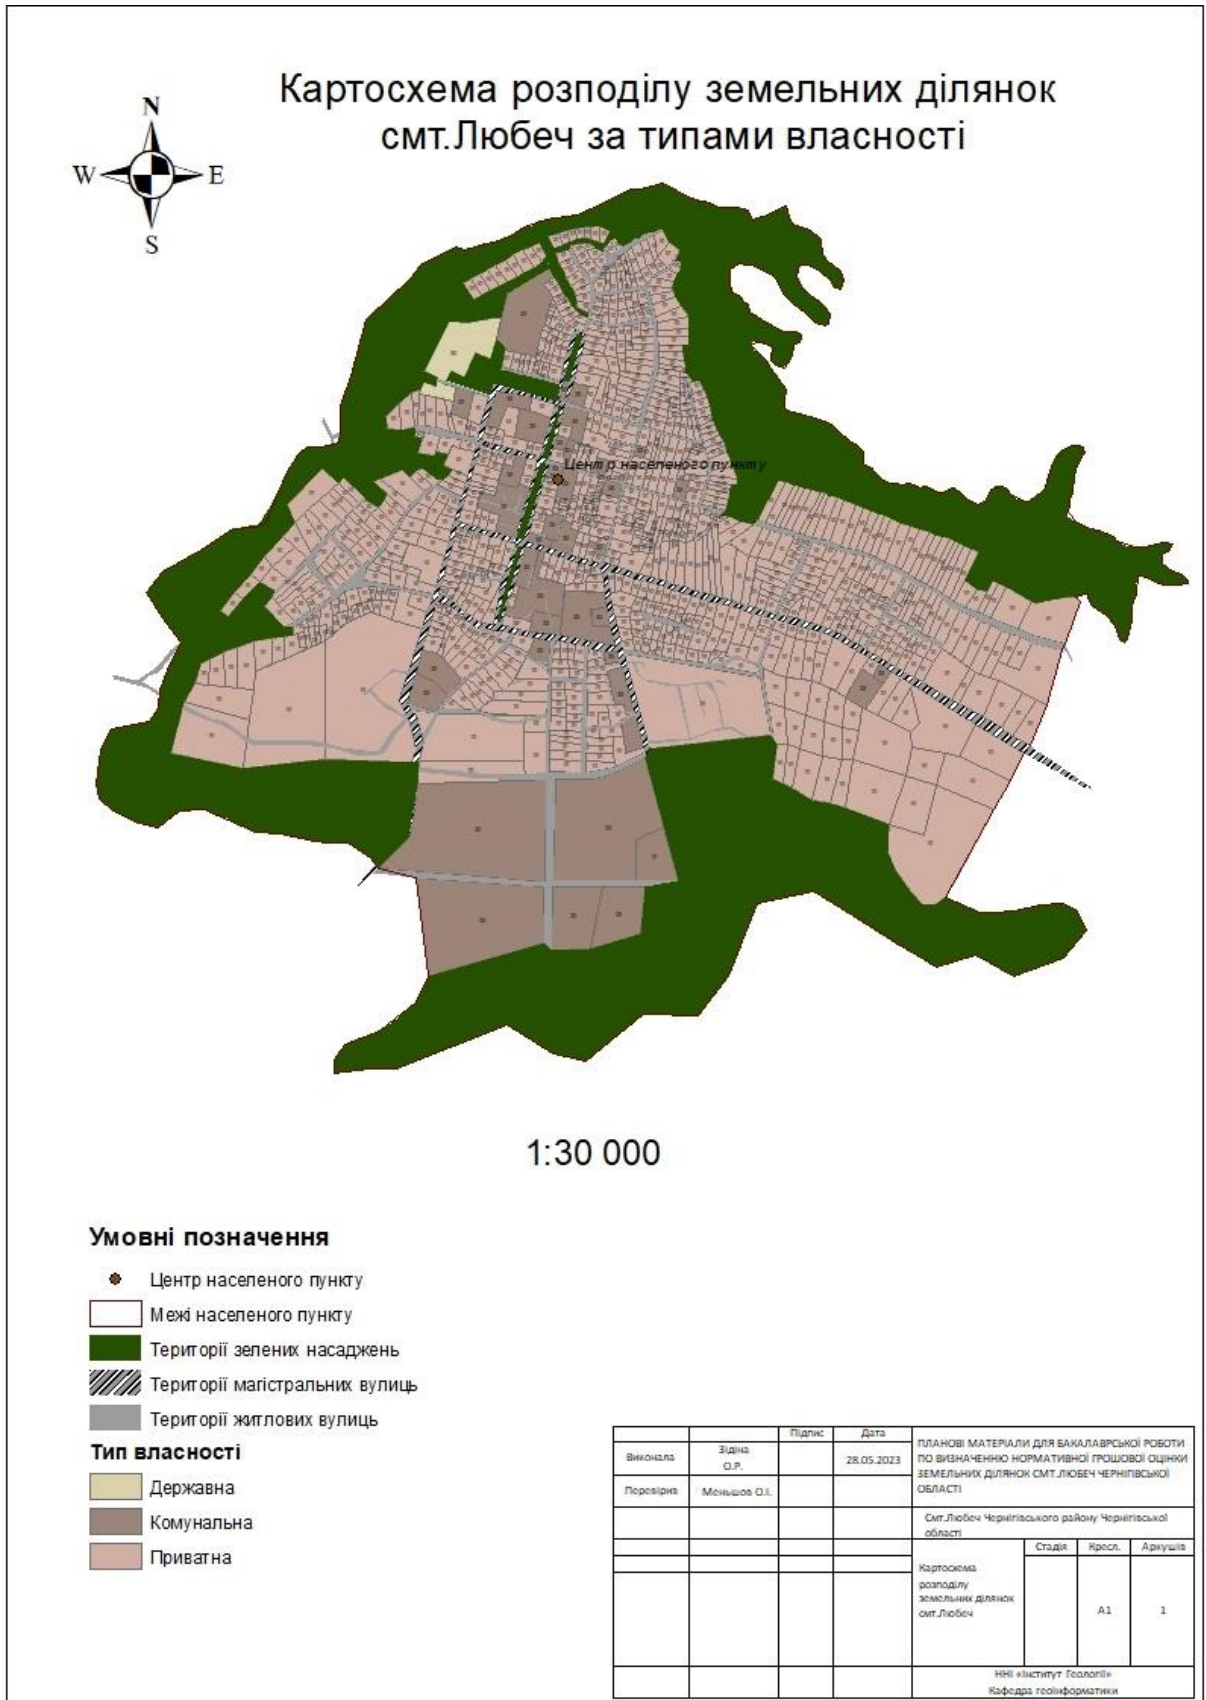 Картосхема розподілу земельних ділянок
смт.Любеч за типами власності
N
W
E
S
Центр населеного пункту
1:30 000
Умовні позначення
Центр населеного пункту
Межі населеного пункту
Території зелених насаджень
Території магістральних вулиць
Території житлових вулиць
Тип власності
Державна
Комунальна
Приватна
Підпис
Дата
ПЛАНОВІ МАТЕРІАЛИ ДЛЯ БАКАЛАВРСЬКОЇ РОБОТИ
ПО ВИЗНАЧЕННЮ НОРМАТИВНОЇ ГРОШОВОЇ ОЦІНКИ
ЗЕМЕЛЬНИХ ДІЛЯНОК СМТ.ЛЮБЕЧ ЧЕРНІГІВСЬКОЇ
ОБЛАСТІ
Виконала
Зідіна
О.Р.
28.05.2023
Перевірив
Меньшов О.І.
Смт.Любеч Чернігівського району Чернігівської
області
Картосхема
розподілу
земельних ділянок
смт.Любеч
Стадія
Кресл.
Аркушів
А1
1
ННІ «Інститут Геології»
Кафедра геоінформатики